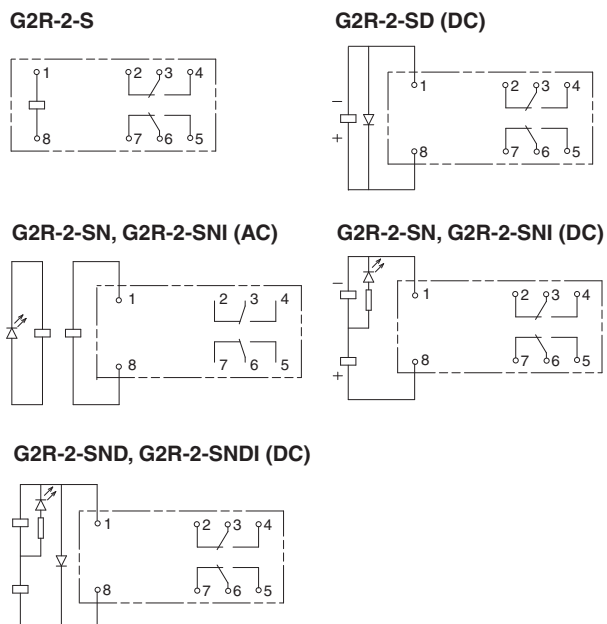 G2R-2-S
1
2 3 4
8
7 6 5
G2R-2-SD (DC)
1
2 3 4
−
+
8
7 6 5
G2R-2-SN, G2R-2-SNI (AC)
1
2 3 4
8
7 6 5
G2R-2-SN, G2R-2-SNI (DC)
−
1
2 3 4
8
7 6 5
+
G2R-2-SND, G2R-2-SNDI (DC)
1
2 3 4
8
7 6 5